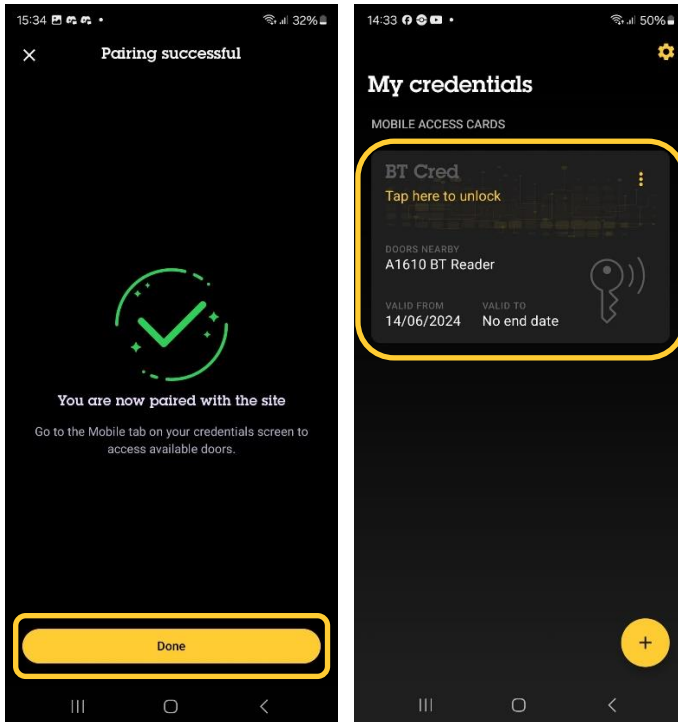 15:34 32%
Pairing successful
You are now paired with the site
Go to the Mobile tab on your credentials screen to
access available doors.
Done
14:33 50%
My credentials
MOBILE ACCESS CARDS
BT Cred
Tap here to unlock
DOORS NEARBY
A1610 BT Reader
VALID FROM VALID TO
14/06/2024 No end date
+